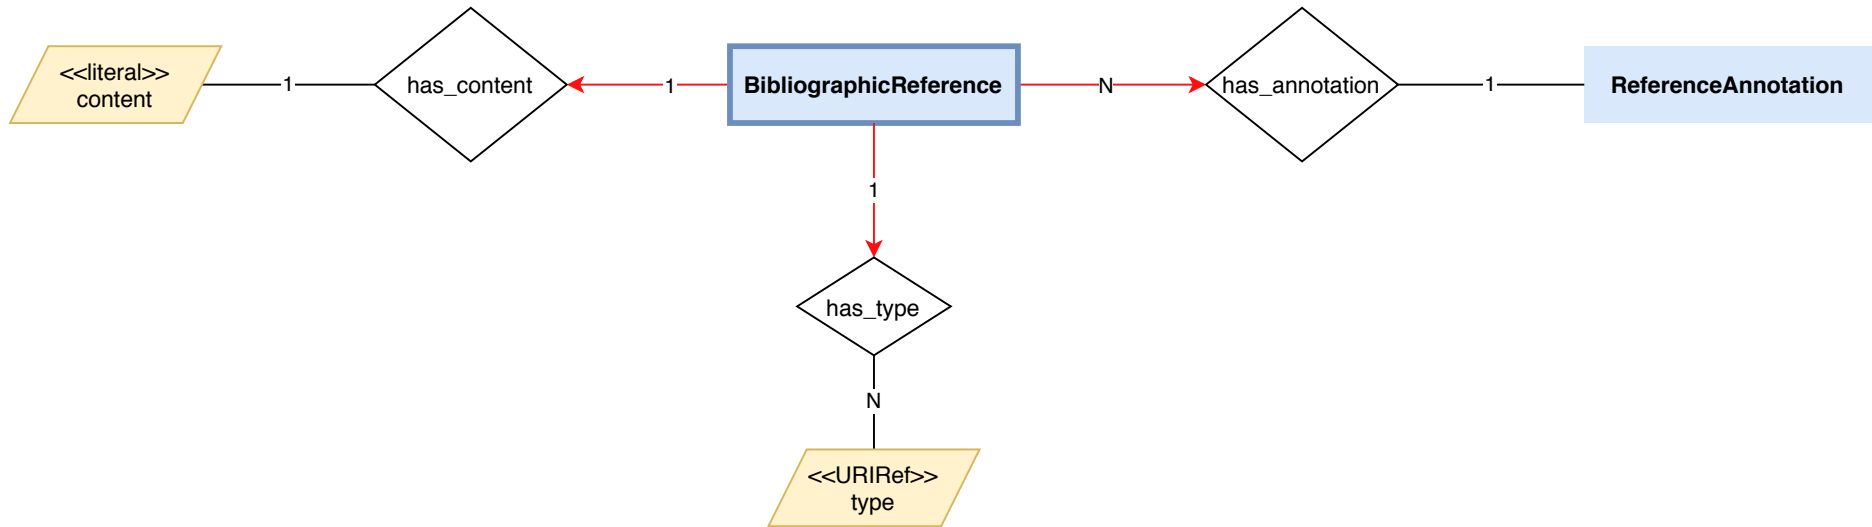 <<literal>>
content
1
has_content
1
BibliographicReference
N
has_annotation
1
ReferenceAnnotation
1
has_type
N
<<URIRef>>
type